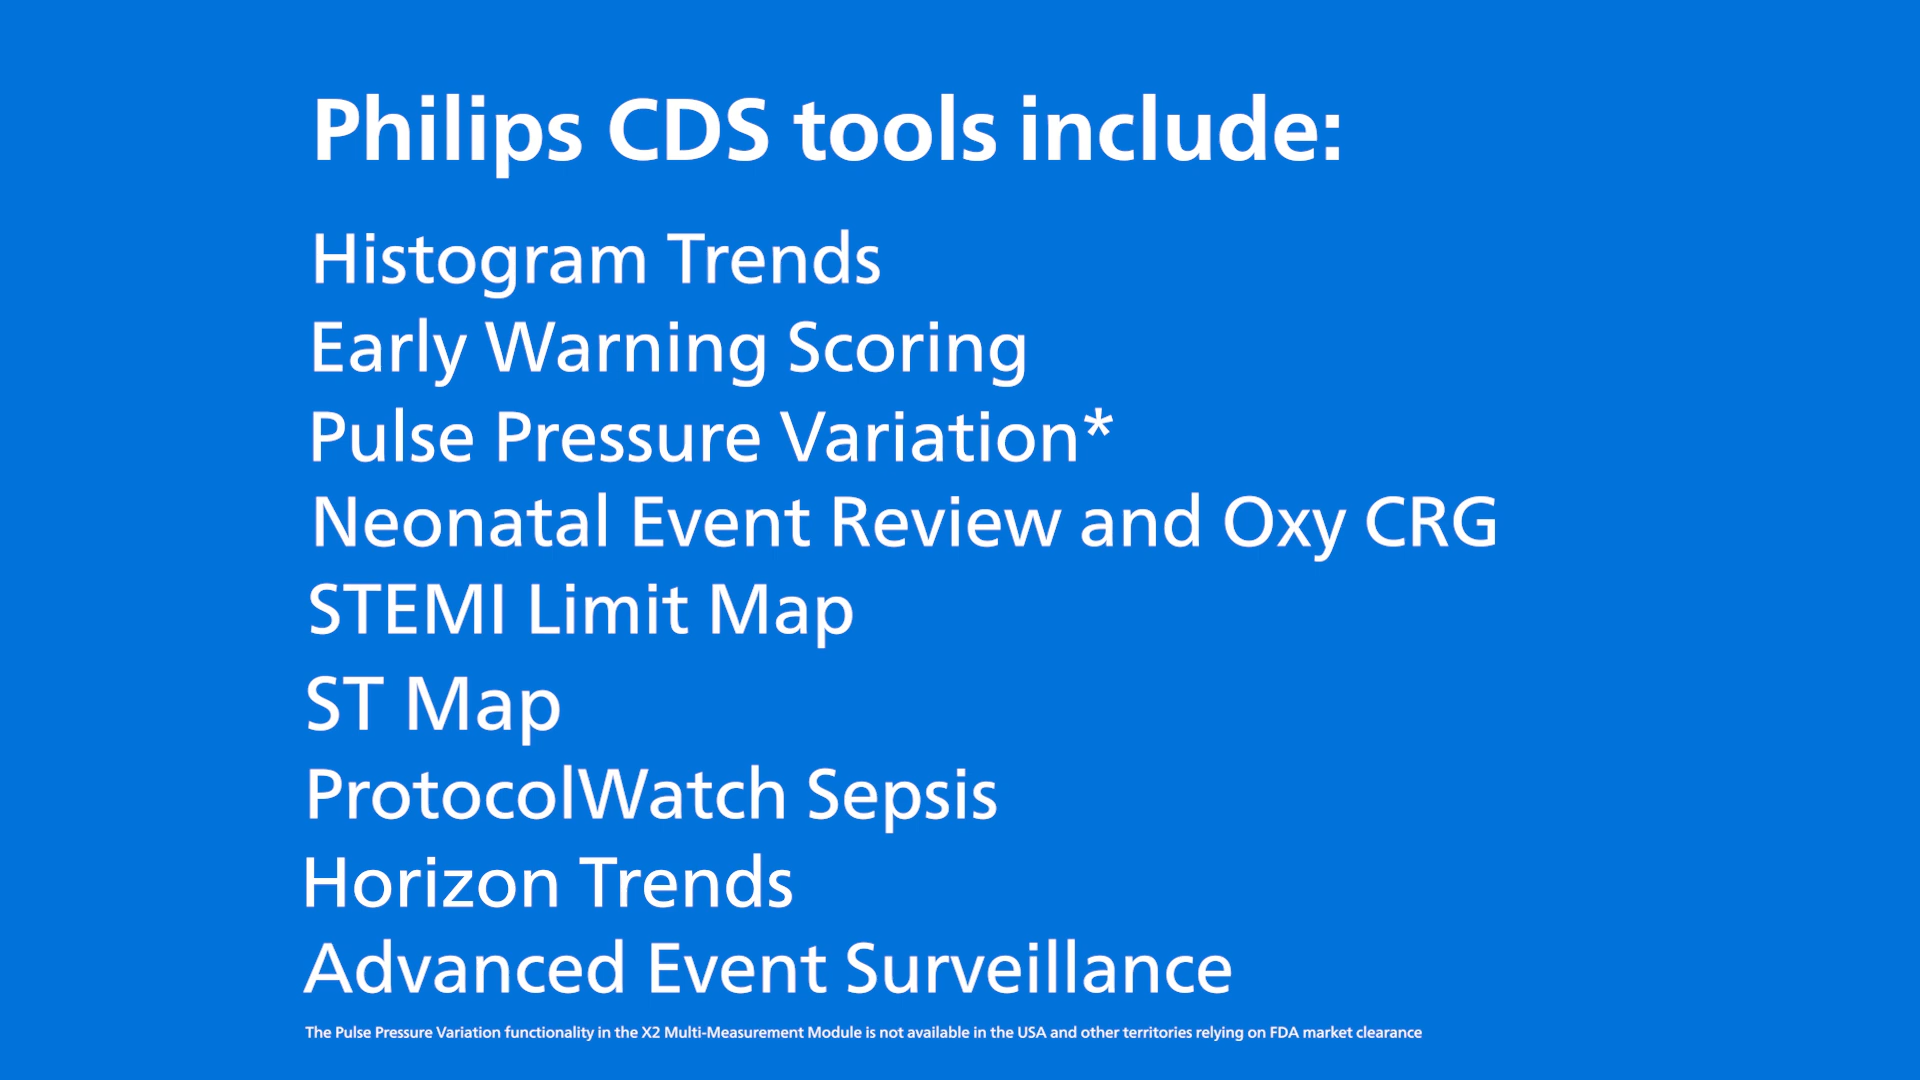 Philips CDS tools include:
Histogram Trends
Early Warning Scoring
Pulse Pressure Variation*
Neonatal Event Review and Oxy CRG
STEMI Limit Map
ST Map
ProtocolWatch Sepsis
Horizon Trends
Advanced Event Surveillance
The Pulse Pressure Variation functionality in the X2 Multi-Measurement Module is not available in the USA and other territories relying on FDA market clearance